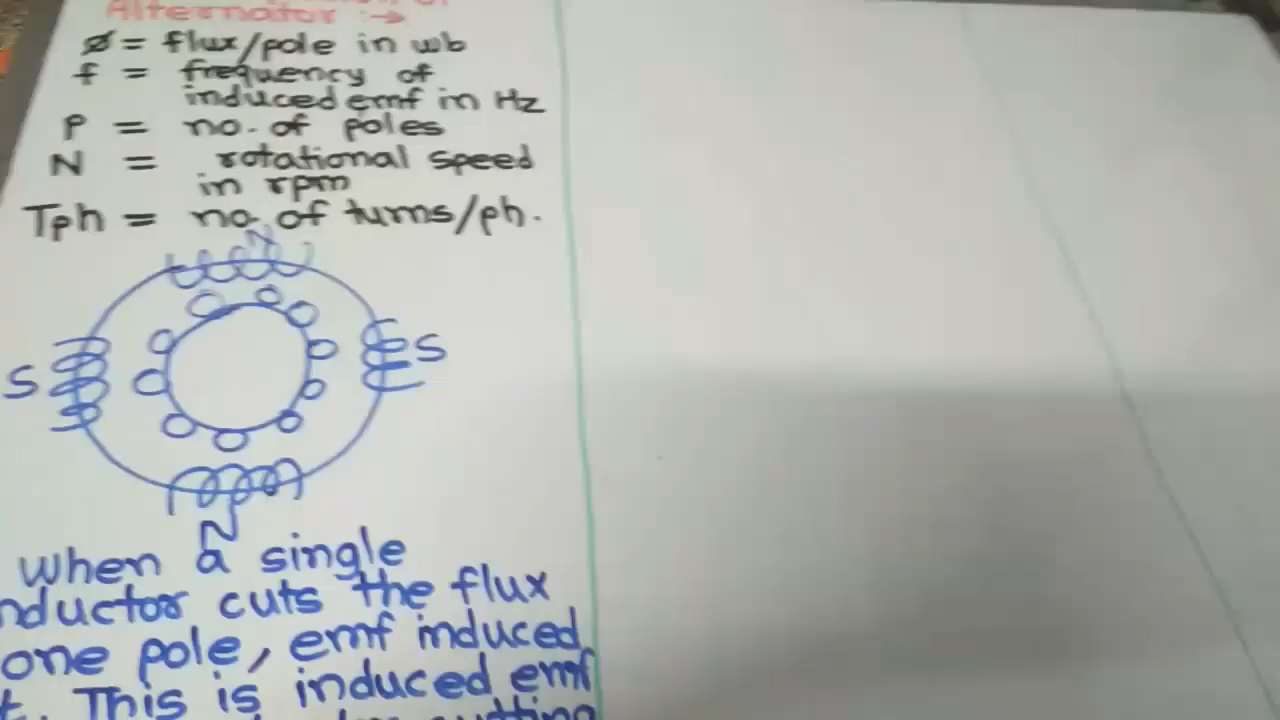 Alternator :→
Ø = flux/pole in wb
f = frequency of
induced emf in Hz
P = no. of poles
N = rotational speed
in rpm
Tph = no. of turns/ph.
N
S
S
N
when a single
nductor cuts the flux
one pole, emf induced
t. This is induced emf